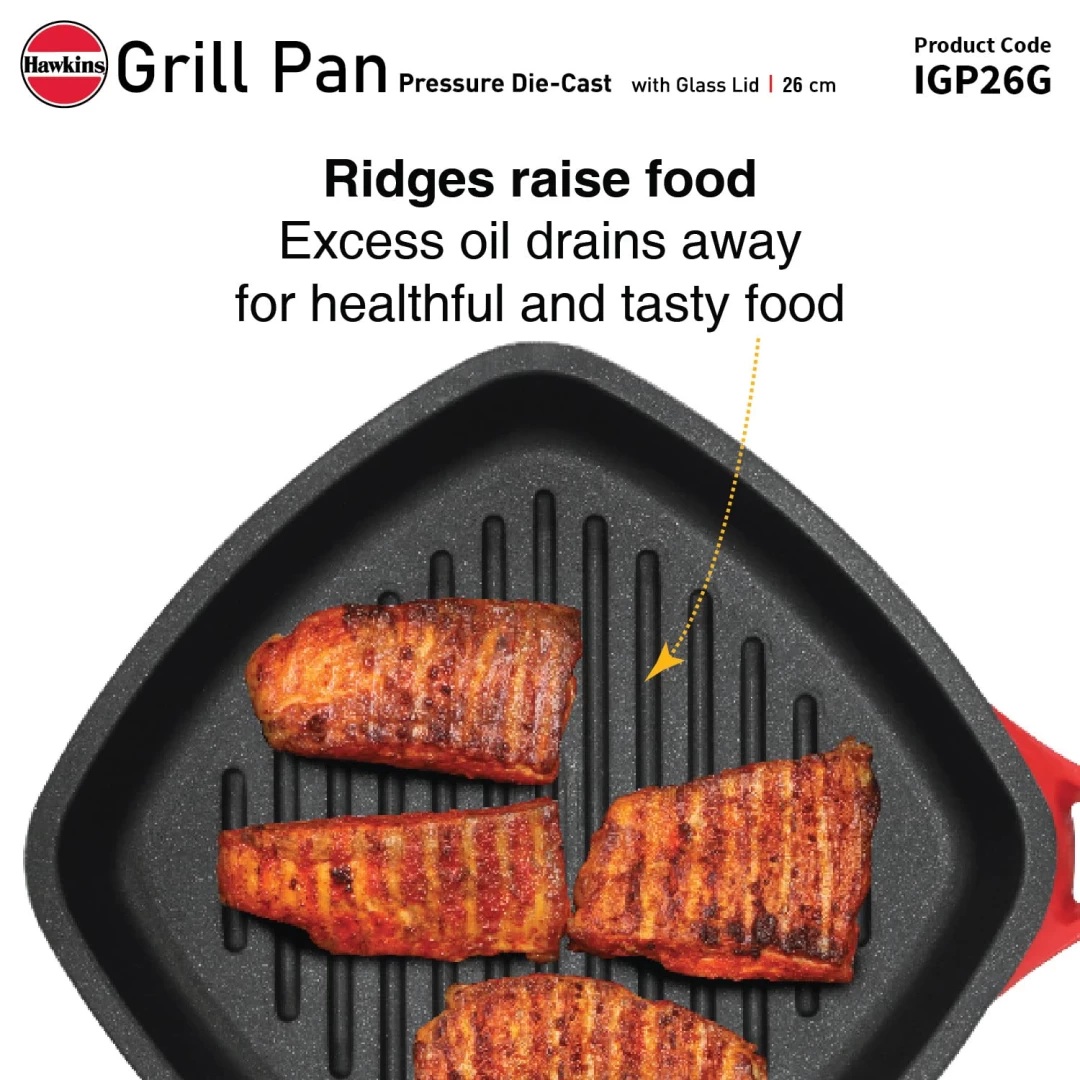 Hawkins Grill Pan Pressure Die-Cast with Glass Lid | 26 cm
Product Code
IGP26G
Ridges raise food
Excess oil drains away
for healthful and tasty food